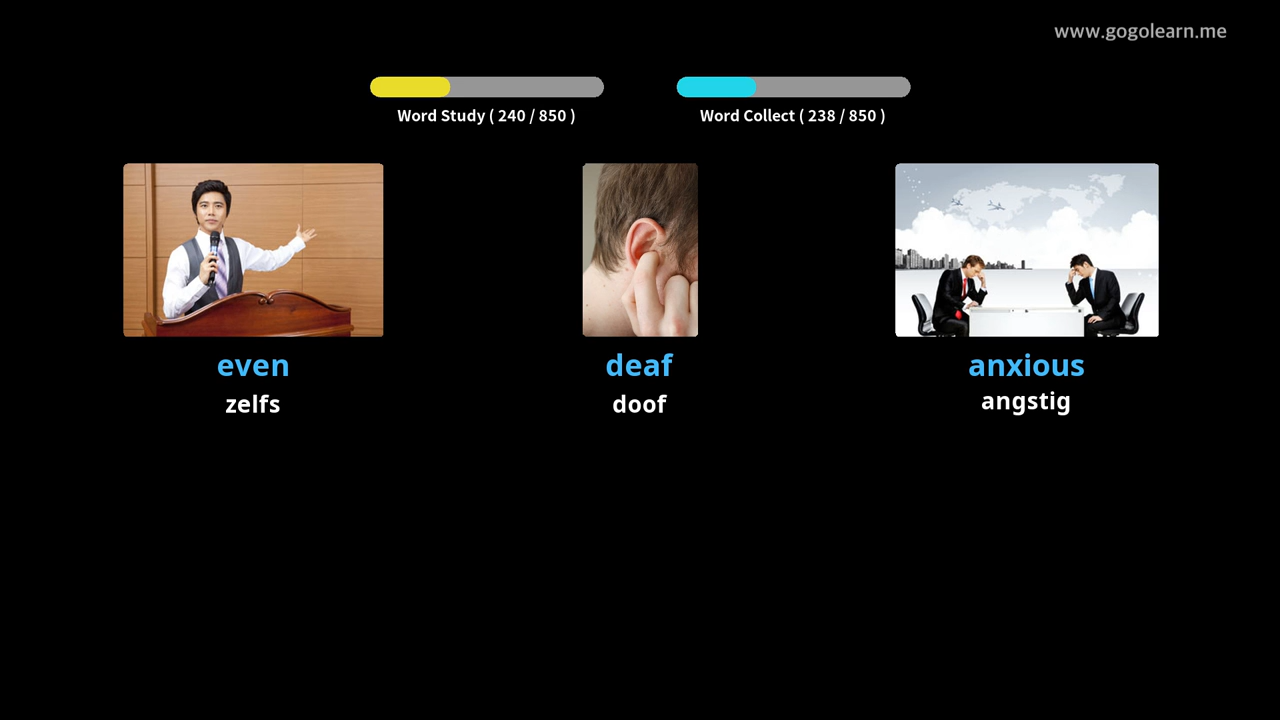 www.gogolearn.me
Word Study ( 240 / 850 )
Word Collect ( 238 / 850 )
even
zelfs
deaf
doof
anxious
angstig